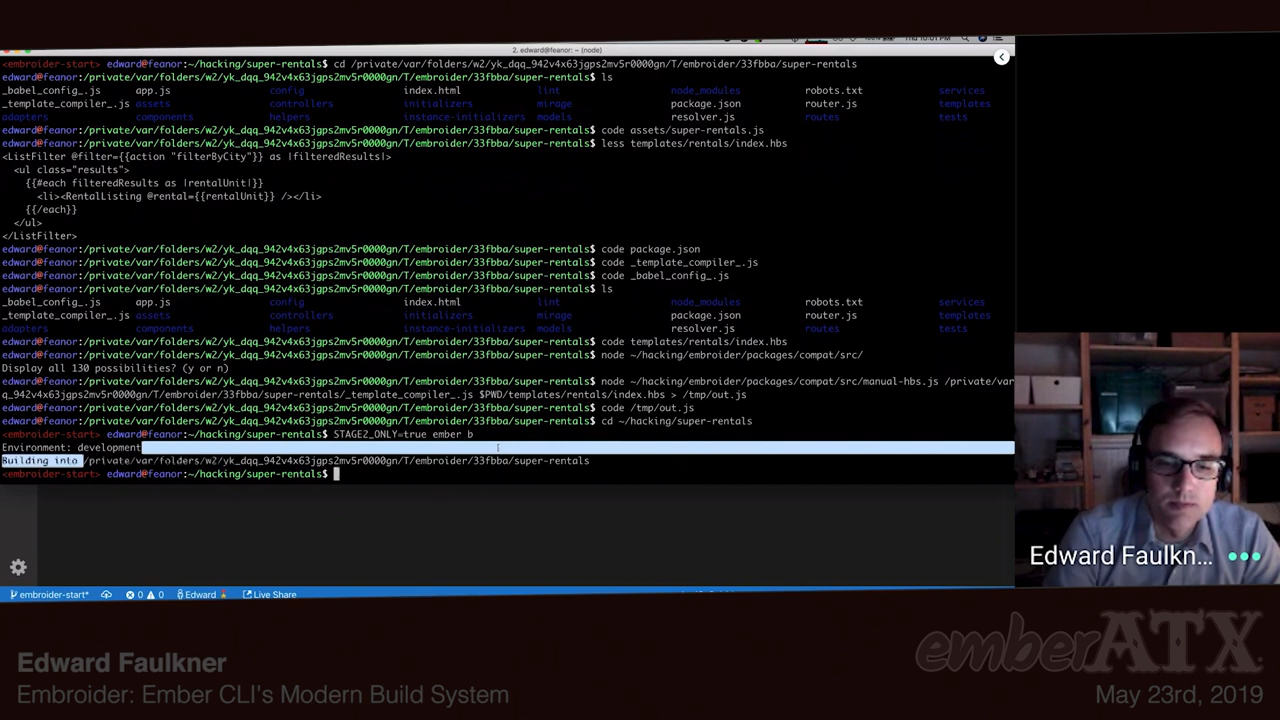 2. edward@feanor: ~ (node)
<embroider-start> edward@feanor:~/hacking/super-rentals$ cd /private/var/folders/w2/yk_dqq_942v4x63jgps2mv5r0000gn/T/embroider/33fbba/super-rentals
edward@feanor:/private/var/folders/w2/yk_dqq_942v4x63jgps2mv5r0000gn/T/embroider/33fbba/super-rentals$ ls
_babel_config_.js app.js config index.html lint node_modules robots.txt services
_template_compiler_.js assets controllers initializers mirage package.json router.js templates
adapters components helpers instance-initializers models resolver.js routes tests
edward@feanor:/private/var/folders/w2/yk_dqq_942v4x63jgps2mv5r0000gn/T/embroider/33fbba/super-rentals$ code assets/super-rentals.js
edward@feanor:/private/var/folders/w2/yk_dqq_942v4x63jgps2mv5r0000gn/T/embroider/33fbba/super-rentals$ less templates/rentals/index.hbs
<ListFilter @filter={{action "filterByCity"}} as |filteredResults|>
<ul class="results">
{{#each filteredResults as |rentalUnit|}}
<li><RentalListing @rental={{rentalUnit}} /></li>
{{/each}}
</ul>
</ListFilter>
edward@feanor:/private/var/folders/w2/yk_dqq_942v4x63jgps2mv5r0000gn/T/embroider/33fbba/super-rentals$ code package.json
edward@feanor:/private/var/folders/w2/yk_dqq_942v4x63jgps2mv5r0000gn/T/embroider/33fbba/super-rentals$ code _template_compiler_.js
edward@feanor:/private/var/folders/w2/yk_dqq_942v4x63jgps2mv5r0000gn/T/embroider/33fbba/super-rentals$ code _babel_config_.js
edward@feanor:/private/var/folders/w2/yk_dqq_942v4x63jgps2mv5r0000gn/T/embroider/33fbba/super-rentals$ ls
_babel_config_.js app.js config index.html lint node_modules robots.txt services
_template_compiler_.js assets controllers initializers mirage package.json router.js templates
adapters components helpers instance-initializers models resolver.js routes tests
edward@feanor:/private/var/folders/w2/yk_dqq_942v4x63jgps2mv5r0000gn/T/embroider/33fbba/super-rentals$ code templates/rentals/index.hbs
edward@feanor:/private/var/folders/w2/yk_dqq_942v4x63jgps2mv5r0000gn/T/embroider/33fbba/super-rentals$ node ~/hacking/embroider/packages/compat/src/
Display all 130 possibilities? (y or n)
edward@feanor:/private/var/folders/w2/yk_dqq_942v4x63jgps2mv5r0000gn/T/embroider/33fbba/super-rentals$ node ~/hacking/embroider/packages/compat/src/manual-hbs.js /private/var
q_942v4x63jgps2mv5r0000gn/T/embroider/33fbba/super-rentals/_template_compiler_.js $PWD/templates/rentals/index.hbs > /tmp/out.js
edward@feanor:/private/var/folders/w2/yk_dqq_942v4x63jgps2mv5r0000gn/T/embroider/33fbba/super-rentals$ code /tmp/out.js
edward@feanor:/private/var/folders/w2/yk_dqq_942v4x63jgps2mv5r0000gn/T/embroider/33fbba/super-rentals$ cd ~/hacking/super-rentals
<embroider-start> edward@feanor:~/hacking/super-rentals$ STAGE2_ONLY=true ember b
Environment: development
Building into /private/var/folders/w2/yk_dqq_942v4x63jgps2mv5r0000gn/T/embroider/33fbba/super-rentals
<embroider-start> edward@feanor:~/hacking/super-rentals$
Edward Faulkn...
embroider-start* 0 0 Edward Live Share
Edward Faulkner
Embroider: Ember CLI's Modern Build System
emberATX
May 23rd, 2019